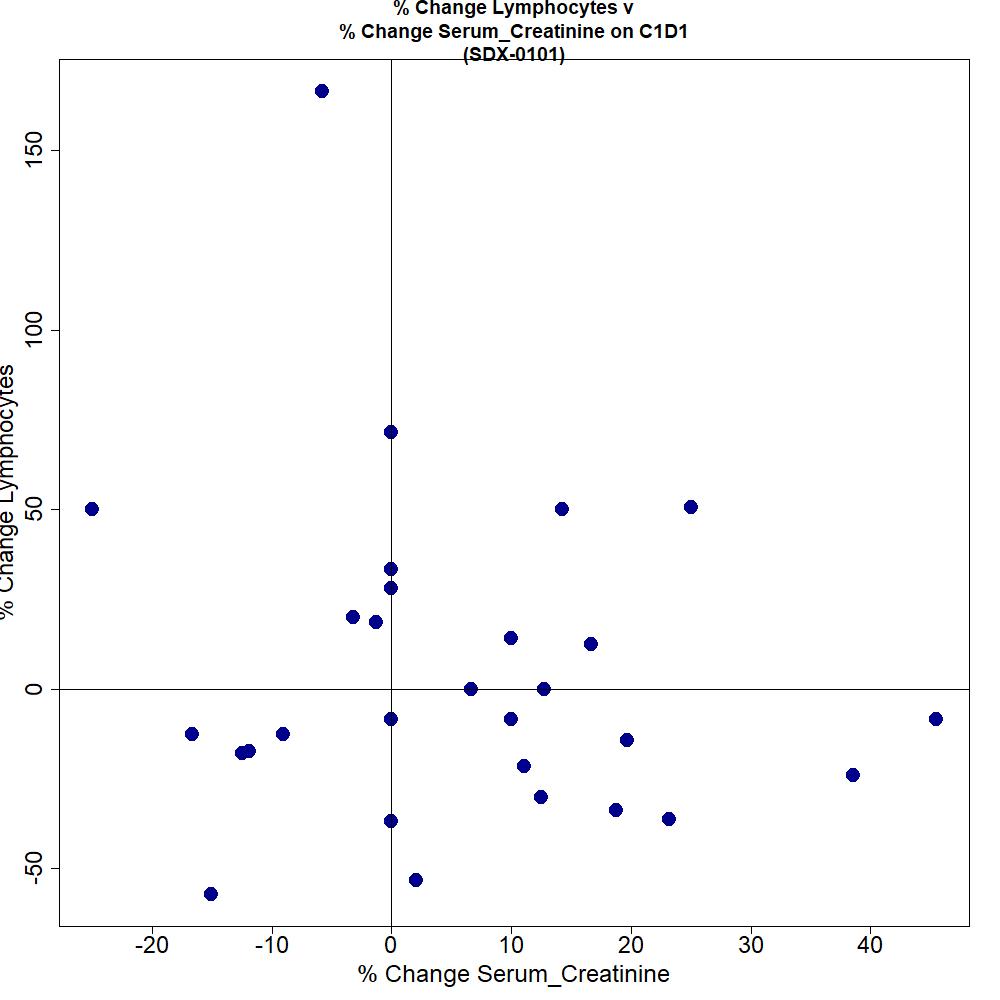 % Change Lymphocytes v
% Change Serum_Creatinine on C1D1
(SDX-0101)
% Change Lymphocytes
150
100
50
0
-50
-20 -10 0 10 20 30 40
% Change Serum_Creatinine